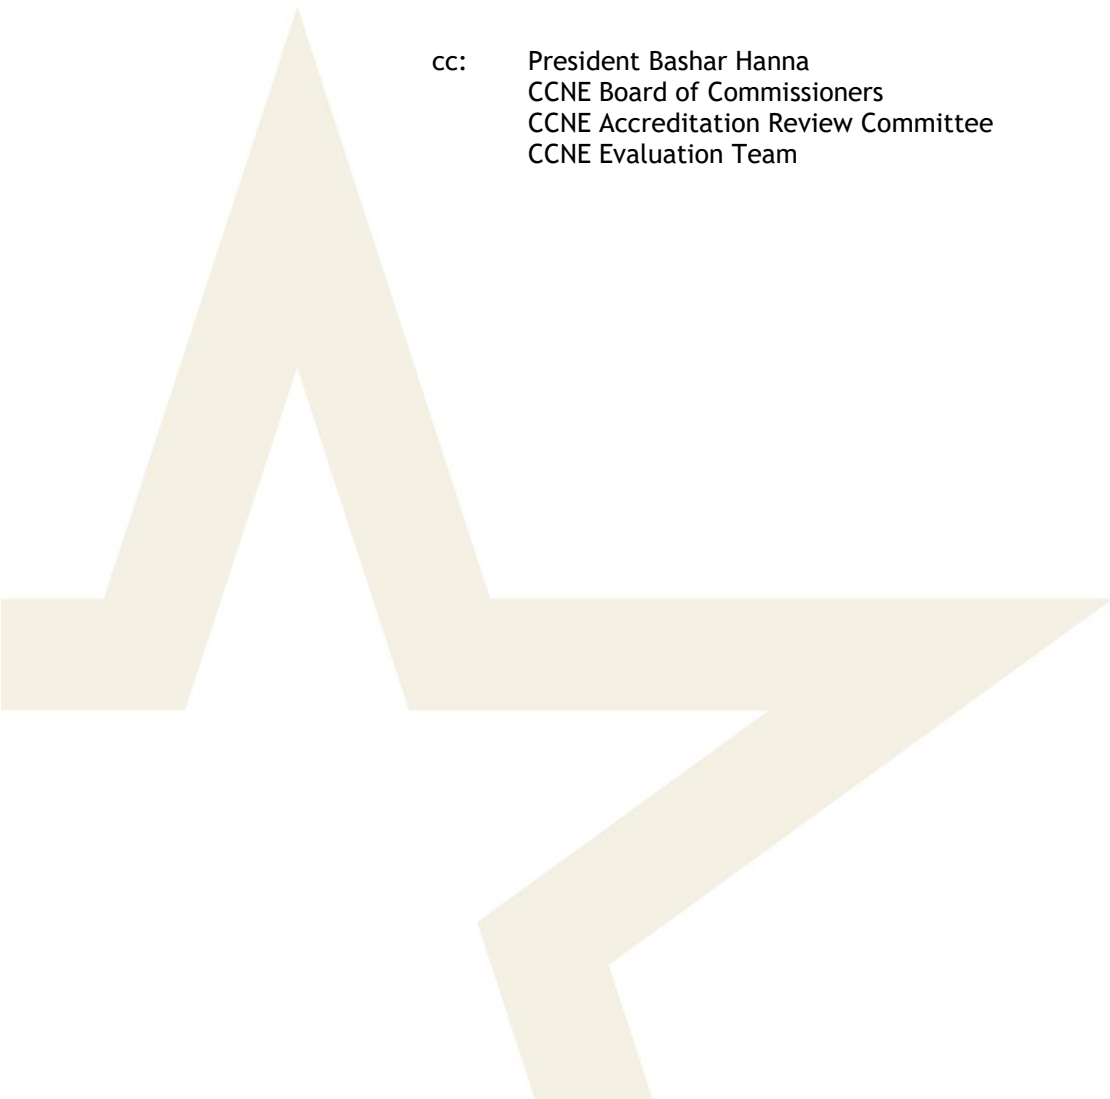 cc: President Bashar Hanna
CCNE Board of Commissioners
CCNE Accreditation Review Committee
CCNE Evaluation Team